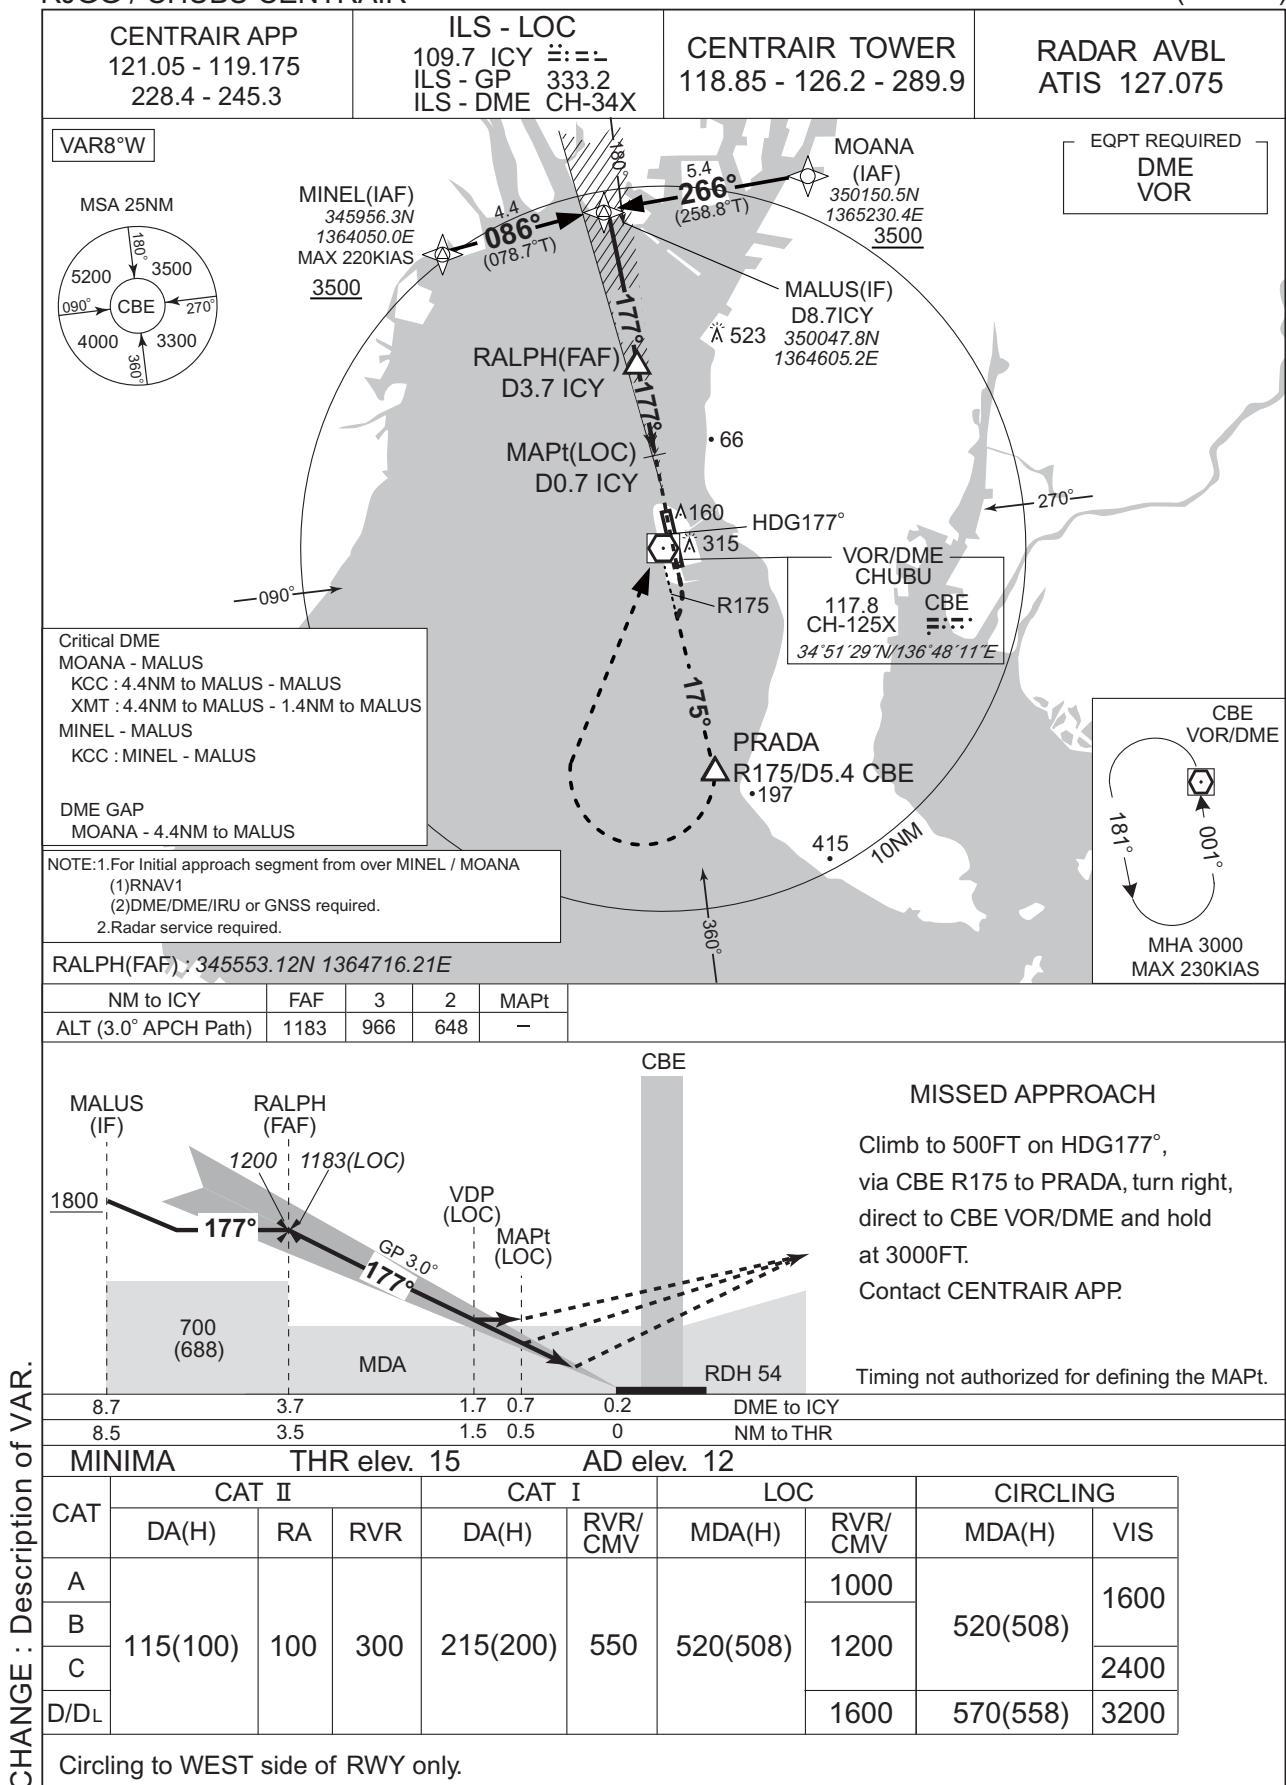 CENTRAIR APP
121.05 - 119.175
228.4 - 245.3
ILS - LOC
109.7 ICY
ILS - GP 333.2
ILS - DME CH-34X
CENTRAIR TOWER
118.85 - 126.2 - 289.9
RADAR AVBL
ATIS 127.075
VAR8°W
EQPT REQUIRED
DME
VOR
MSA 25NM
180°
5200
3500
090°
CBE
270°
4000
3300
360°
MINEL(IAF)
345956.3N
1364050.0E
MAX 220KIAS
3500
4.4
086°
(078.7°T)
180°
5.4
266°
(258.8°T)
MOANA
(IAF)
350150.5N
1365230.4E
3500
MALUS(IF)
D8.7ICY
350047.8N
1364605.2E
523
177°
RALPH(FAF)
D3.7 ICY
177°
66
MAPt(LOC)
D0.7 ICY
160
HDG177°
315
270°
VOR/DME
CHUBU
117.8 CBE
CH-125X
34°51´29˝N/136°48´11˝E
090°
R175
175°
PRADA
R175/D5.4 CBE
197
415
10NM
360°
Critical DME
MOANA - MALUS
KCC : 4.4NM to MALUS - MALUS
XMT : 4.4NM to MALUS - 1.4NM to MALUS
MINEL - MALUS
KCC : MINEL - MALUS
DME GAP
MOANA - 4.4NM to MALUS
NOTE:1.For Initial approach segment from over MINEL / MOANA
(1)RNAV1
(2)DME/DME/IRU or GNSS required.
2.Radar service required.
RALPH(FAF) : 345553.12N 1364716.21E
CBE
VOR/DME
181°
001°
MHA 3000
MAX 230KIAS
NM to ICY FAF 3 2 MAPt
ALT (3.0° APCH Path) 1183 966 648 –
CBE
MALUS
(IF)
RALPH
(FAF)
1200 1183(LOC)
1800
177°
VDP
(LOC)
MAPt
(LOC)
GP 3.0°
177°
700
(688)
MDA
RDH 54
MISSED APPROACH
Climb to 500FT on HDG177°,
via CBE R175 to PRADA, turn right,
direct to CBE VOR/DME and hold
at 3000FT.
Contact CENTRAIR APP.
Timing not authorized for defining the MAPt.
8.7 3.7 1.7 0.7 0.2 DME to ICY
8.5 3.5 1.5 0.5 0 NM to THR
MINIMA THR elev. 15 AD elev. 12
CAT CAT II CAT I LOC CIRCLING
DA(H) RA RVR DA(H) RVR/CMV MDA(H) RVR/CMV MDA(H) VIS
A 115(100) 100 300 215(200) 550 520(508) 1000 520(508) 1600
B 1200
C 2400
D/DL 1600 570(558) 3200
Circling to WEST side of RWY only.
CHANGE : Description of VAR.